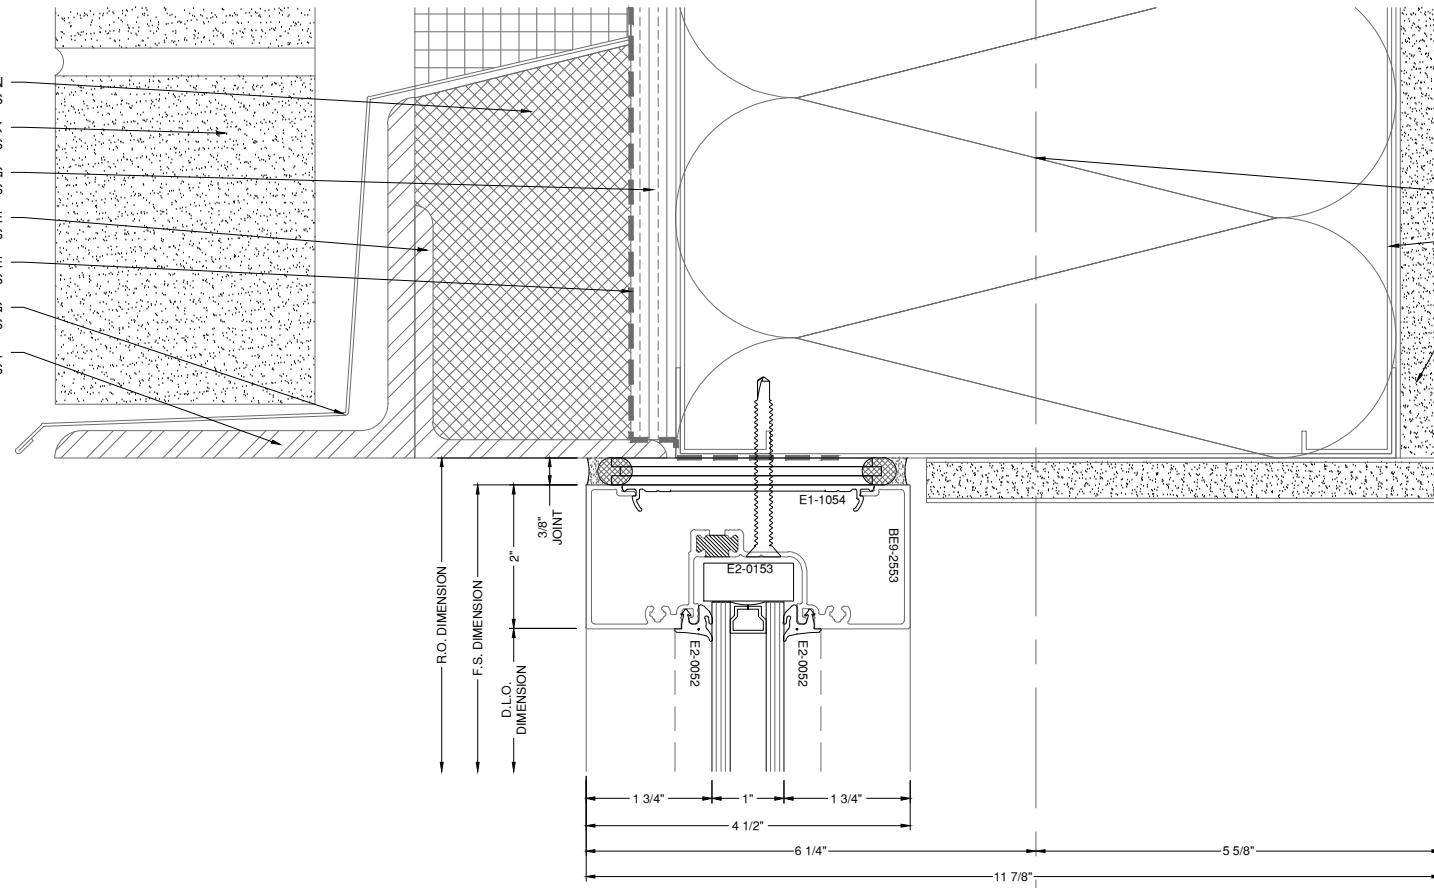 E1-1054
BE9-2553
3/8"
JOINT
2"
E2-0153
R.O. DIMENSION
F.S. DIMENSION
D.L.O.
DIMENSION
E2-0052
E2-0052
1 3/4"
1"
1 3/4"
4 1/2"
6 1/4"
5 5/8"
11 7/8"